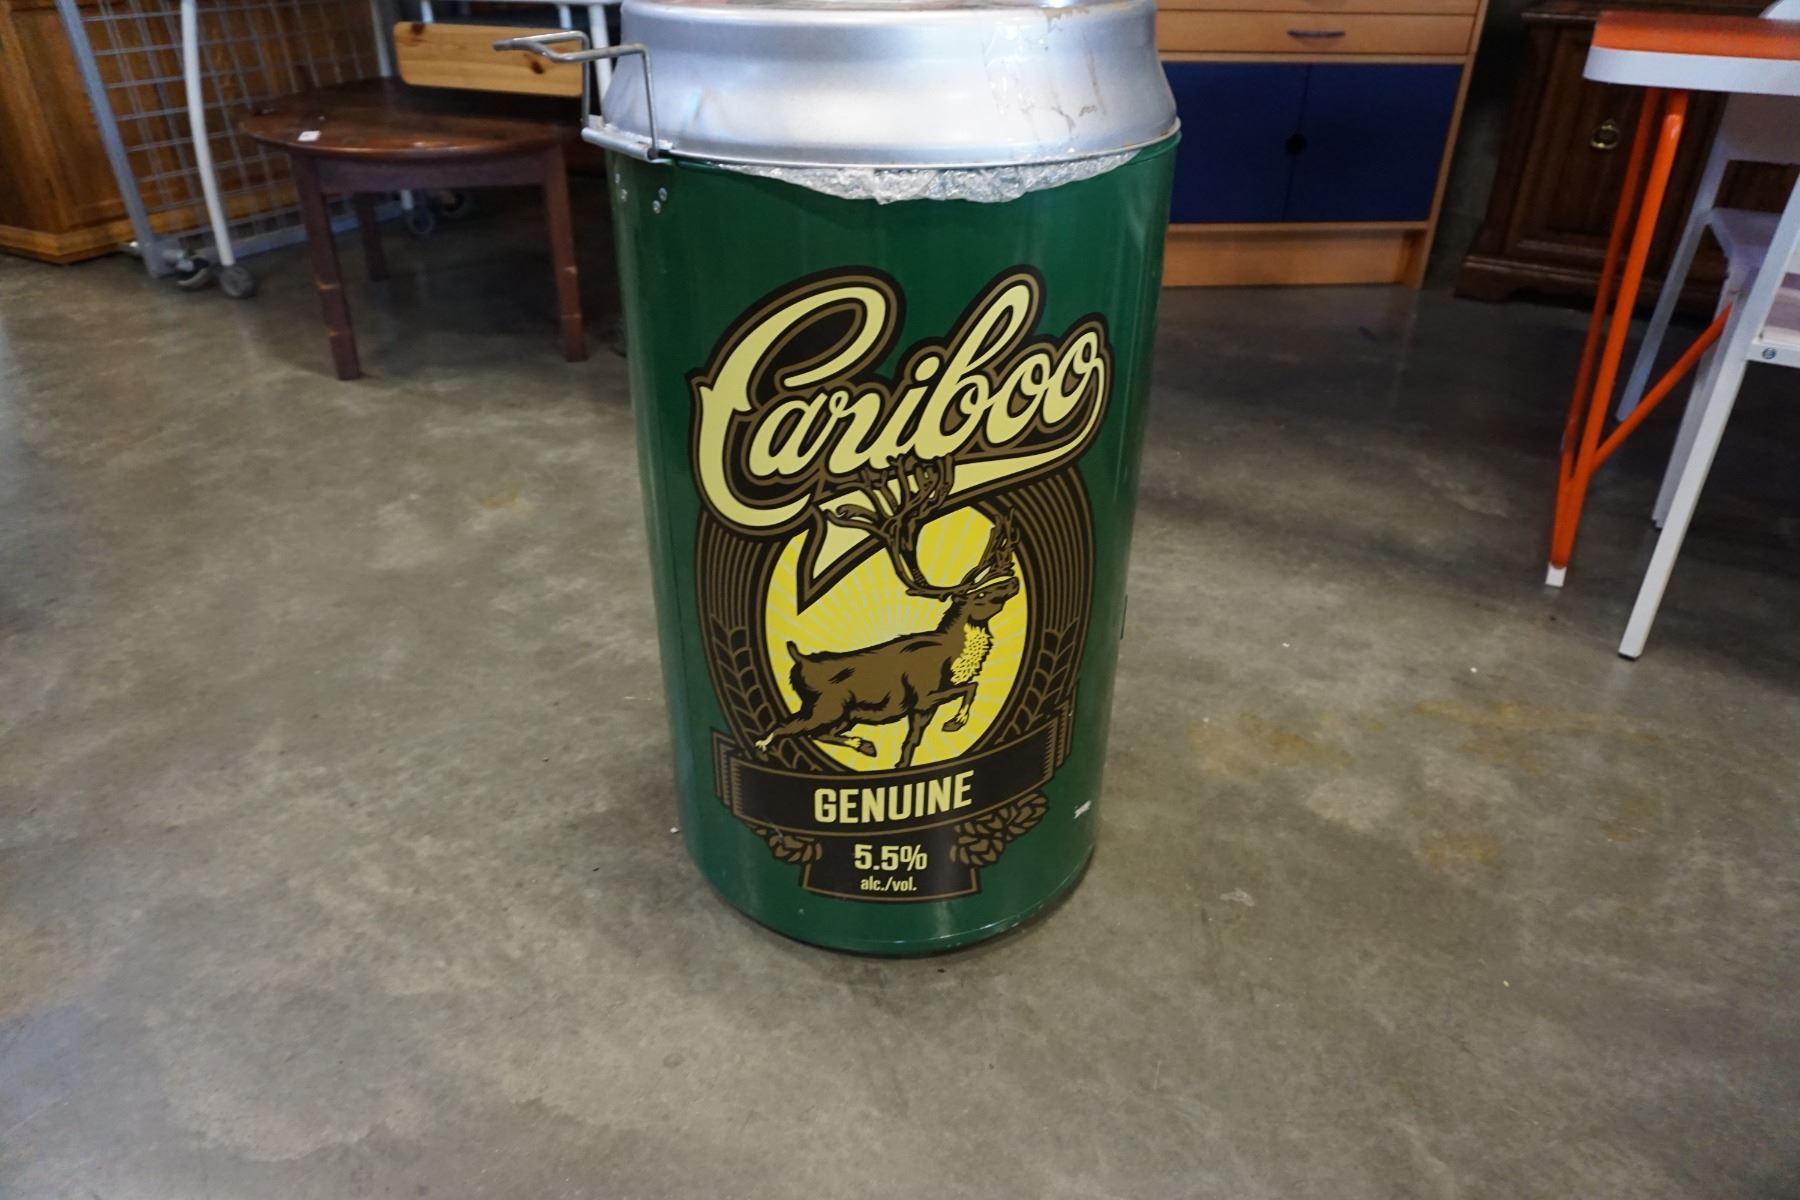 Cariboo
GENUINE
5.5%
alc./vol.